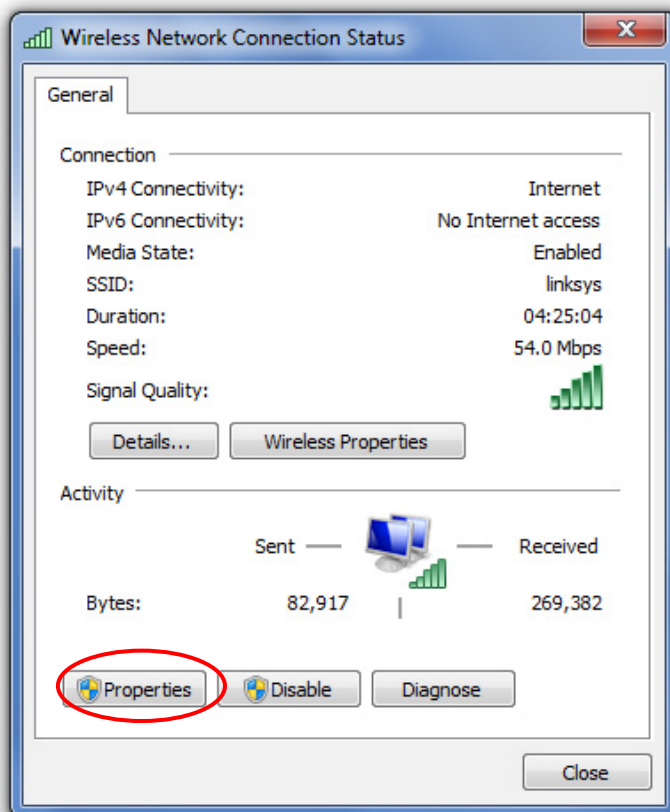 Wireless Network Connection Status
General
Connection
IPv4 Connectivity: Internet
IPv6 Connectivity: No Internet access
Media State: Enabled
SSID: linksys
Duration: 04:25:04
Speed: 54.0 Mbps
Signal Quality:
Details... Wireless Properties
Activity
Sent Received
Bytes: 82,917 269,382
Properties Disable Diagnose
Close